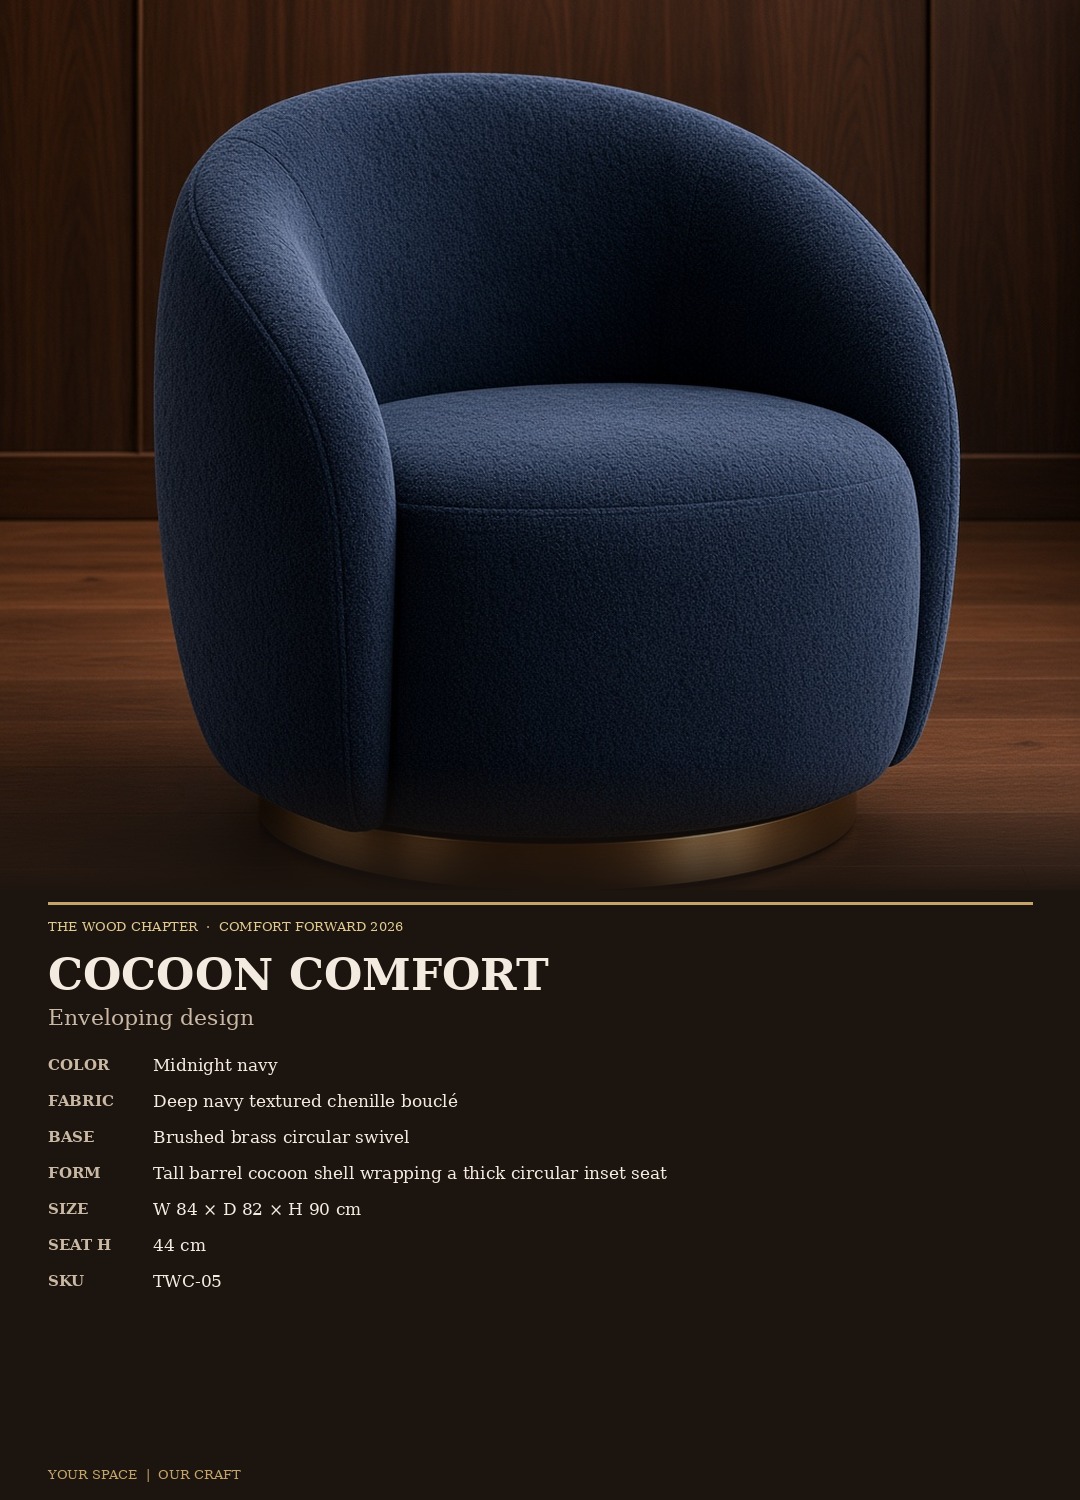 THE WOOD CHAPTER · COMFORT FORWARD 2026
COCOON COMFORT
Enveloping design
COLOR Midnight navy
FABRIC Deep navy textured chenille bouclé
BASE Brushed brass circular swivel
FORM Tall barrel cocoon shell wrapping a thick circular inset seat
SIZE W 84 × D 82 × H 90 cm
SEAT H 44 cm
SKU TWC-05
YOUR SPACE | OUR CRAFT